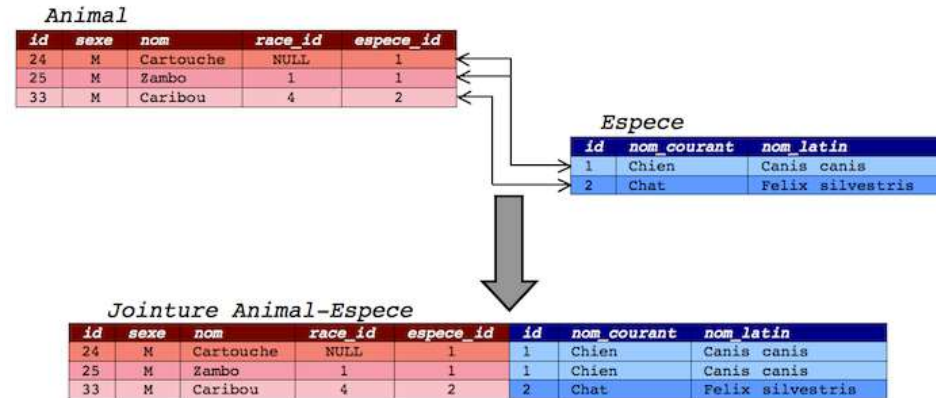 Animal
id sexe nom race_id espece_id
24 M Cartouche NULL 1
25 M Zambo 1 1
33 M Caribou 4 2
Espece
id nom_courant nom_latin
1 Chien Canis canis
2 Chat Felix silvestris
Jointure Animal-Espece
id sexe nom race_id espece_id id nom_courant nom_latin
24 M Cartouche NULL 1 1 Chien Canis canis
25 M Zambo 1 1 1 Chien Canis canis
33 M Caribou 4 2 2 Chat Felix silvestris